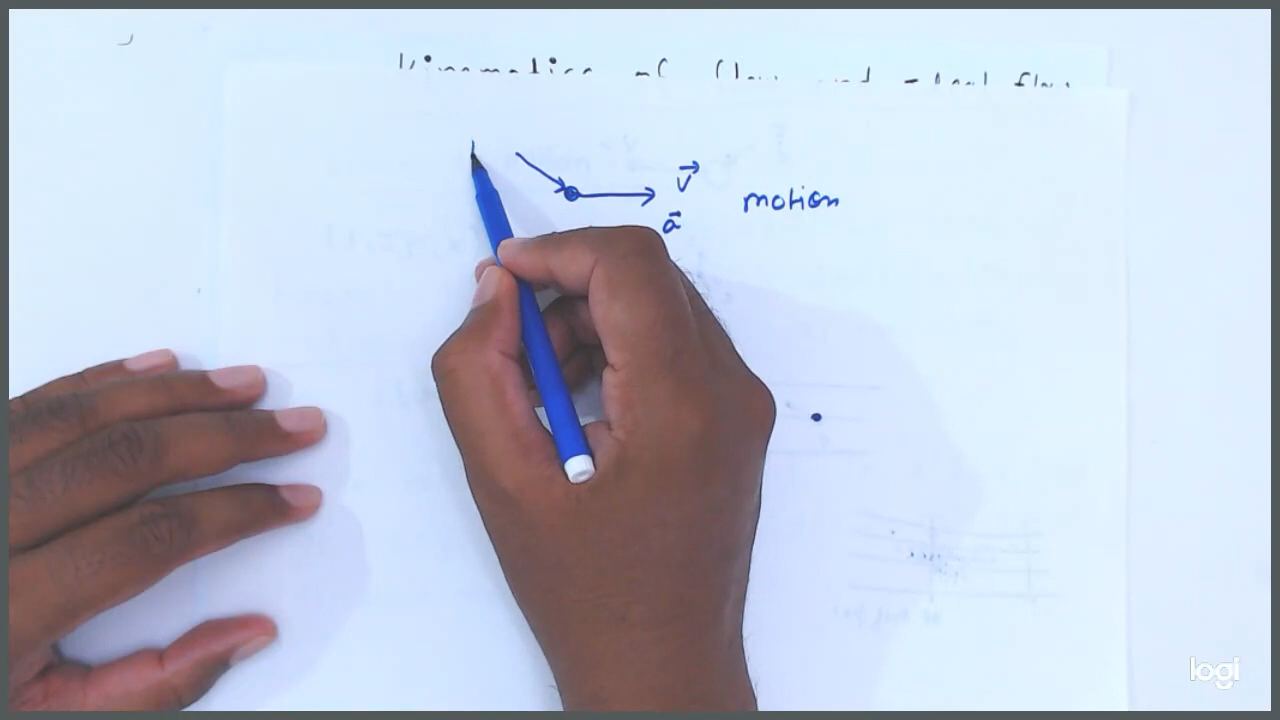 Kinematics of flow and ideal flow
v⃗
motion
a⃗
logi